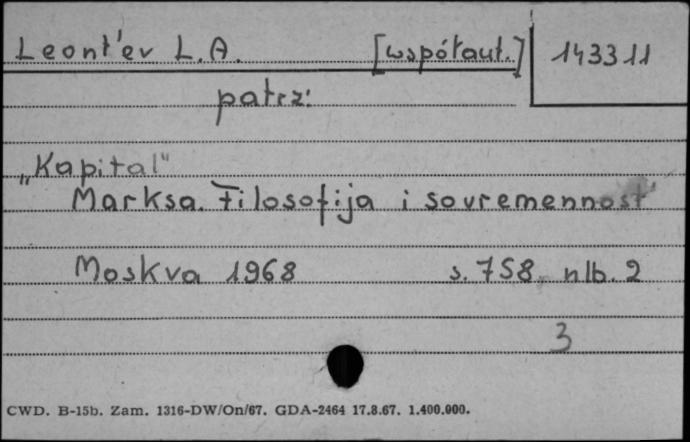 Leont'ev L.A. [współaut.] 143311
patrz:
„Kapital"
Marksa. Filosofija i sovremennost'
Moskva 1968 s. 758, nlb. 2
3
CWD. B-15b. Zam. 1316-DW/On/67. GDA-2464 17.8.67. 1.400.000.